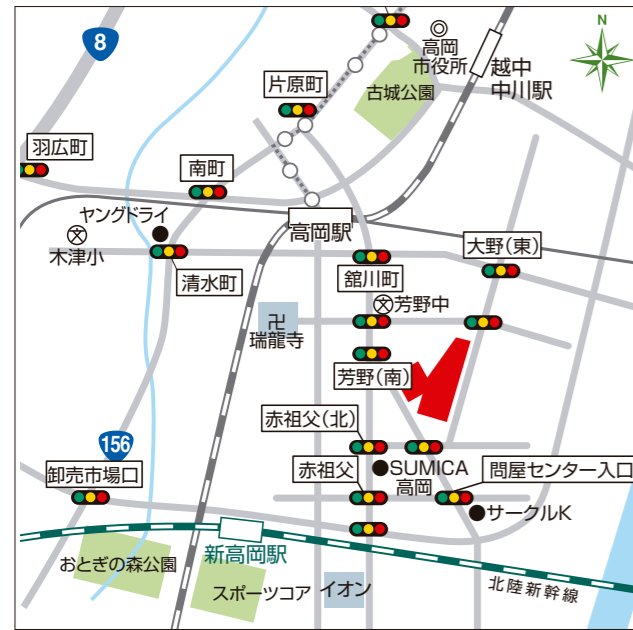 8
高岡
市役所
N
越中
中川駅
片原町
古城公園
羽広町
南町
ヤングドライ
木津小
高岡駅
清水町
舘川町
大野(東)
芳野中
瑞龍寺
芳野(南)
赤祖父(北)
156
卸売市場口
赤祖父
SUMICA
高岡
問屋センター入口
サークルK
新高岡駅
おとぎの森公園
スポーツコア
イオン
北陸新幹線